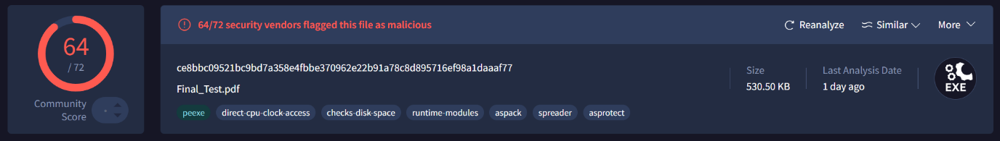 64
/ 72
Community
Score
64/72 security vendors flagged this file as malicious
Reanalyze
Similar
More
ce8bbc09521bc9bd7a358e4fbbe370962e22b91a78c8d895716ef98a1daaaf77
Final_Test.pdf
peexe direct-cpu-clock-access checks-disk-space runtime-modules aspack spreader asprotect
Size
530.50 KB
Last Analysis Date
1 day ago
EXE